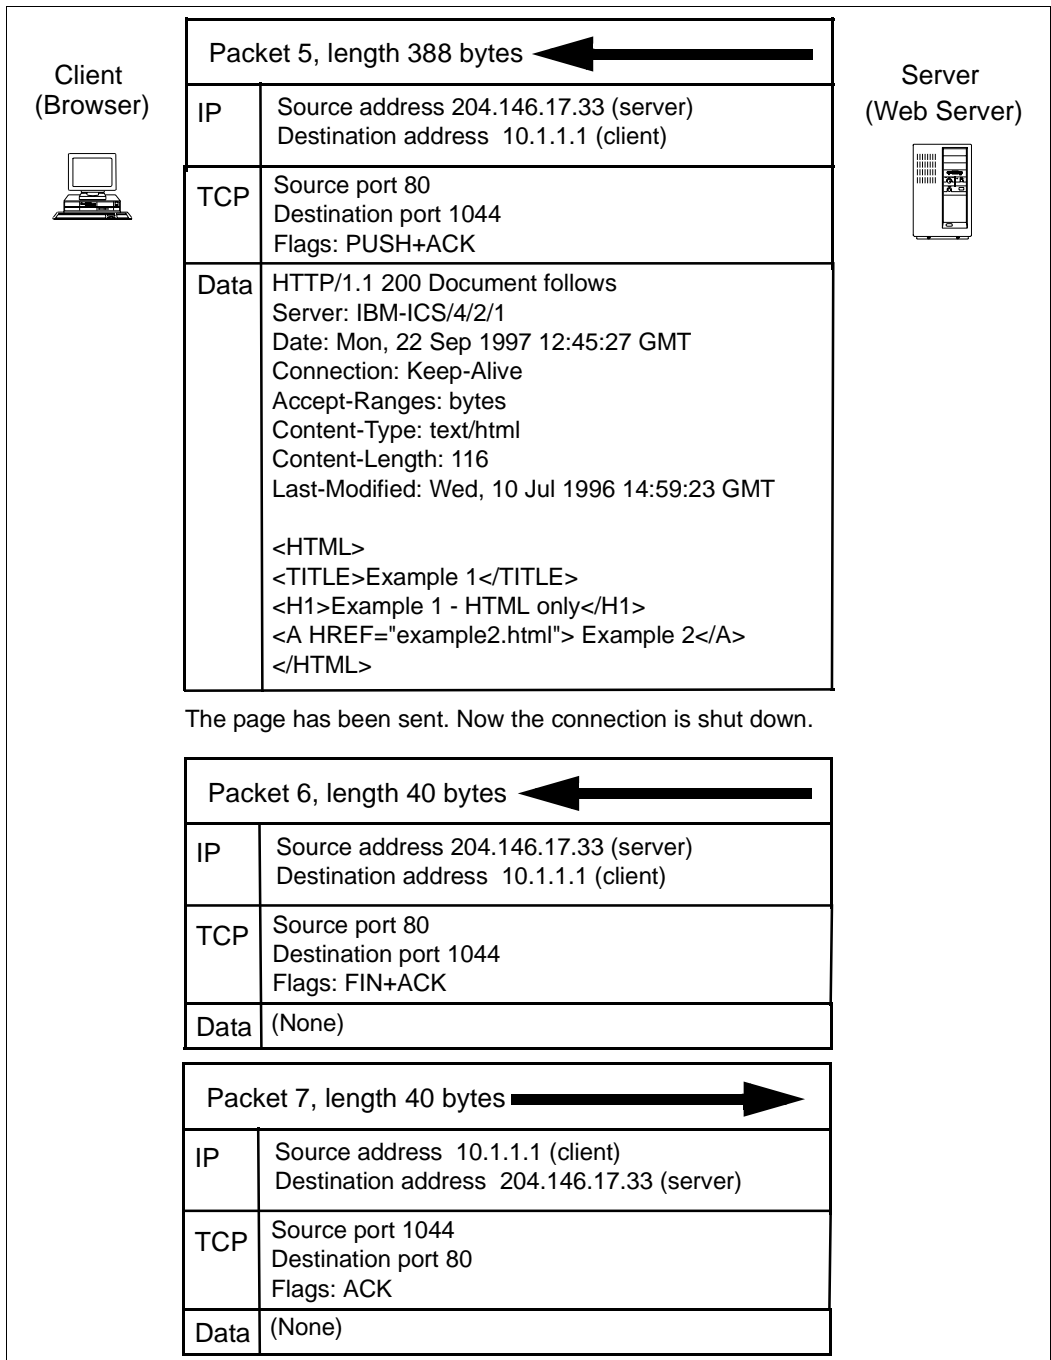 Client
(Browser)
Server
(Web Server)
Packet 5, length 388 bytes
IP
Source address 204.146.17.33 (server)
Destination address  10.1.1.1 (client)
TCP
Source port 80
Destination port 1044
Flags: PUSH+ACK
Data
HTTP/1.1 200 Document follows
Server: IBM-ICS/4/2/1
Date: Mon, 22 Sep 1997 12:45:27 GMT
Connection: Keep-Alive
Accept-Ranges: bytes
Content-Type: text/html
Content-Length: 116
Last-Modified: Wed, 10 Jul 1996 14:59:23 GMT
<HTML>
<TITLE>Example 1</TITLE>
<H1>Example 1 - HTML only</H1>
<A HREF="example2.html"> Example 2</A>
</HTML>
The page has been sent. Now the connection is shut down.
Packet 6, length 40 bytes
IP
Source address 204.146.17.33 (server)
Destination address  10.1.1.1 (client)
TCP
Source port 80
Destination port 1044
Flags: FIN+ACK
Data
(None)
Packet 7, length 40 bytes
IP
Source address  10.1.1.1 (client)
Destination address  204.146.17.33 (server)
TCP
Source port 1044
Destination port 80
Flags: ACK
Data
(None)